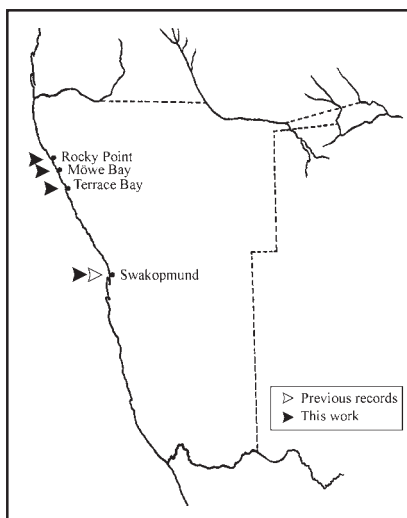 Rocky Point
Möwe Bay
Terrace Bay
Swakopmund
Previous records
This work